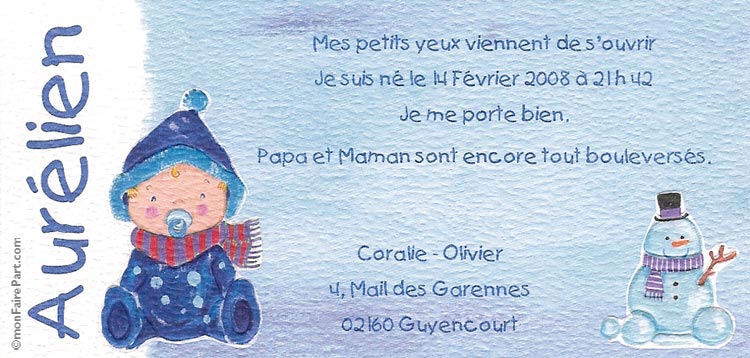 Aurélien
Mes petits yeux viennent de s'ouvrir
Je suis né le 14 Février 2008 à 21h 42
Je me porte bien.
Papa et Maman sont encore tout bouleversés.
Coralie - Olivier
4, Mail des Garennes
02160 Guyencourt
©monFairePart.com